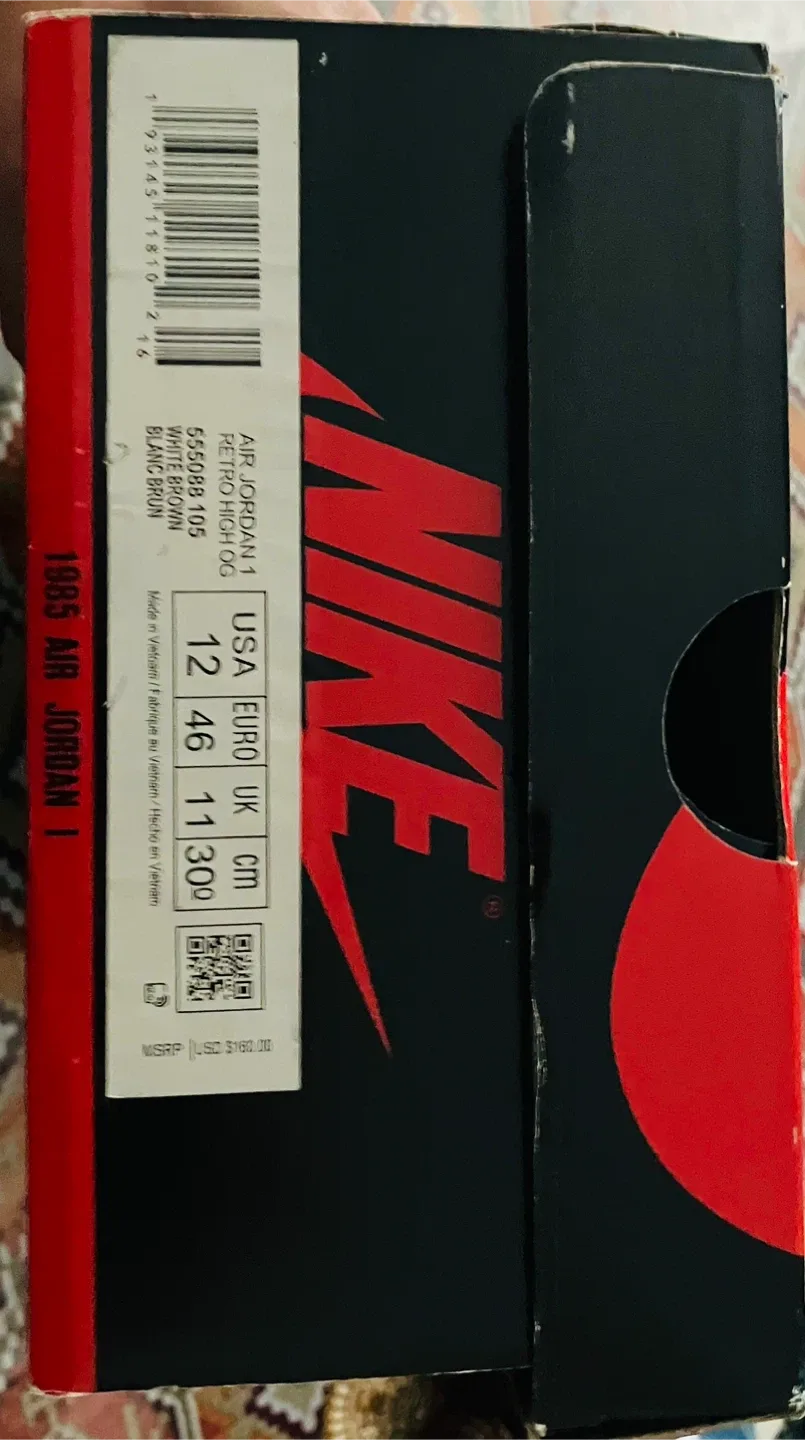 NIKE
®
1 93145 11810 2
16
AIR JORDAN 1
RETRO HIGH OG
555088 105
WHITE BROWN
BLANC BRUN
USA EURO UK cm
12 46 11 30⁰
Made in Vietnam / Fabriqué au Vietnam / Hecho en Vietnam
MSRP | USD $160.00
1985 AIR JORDAN I